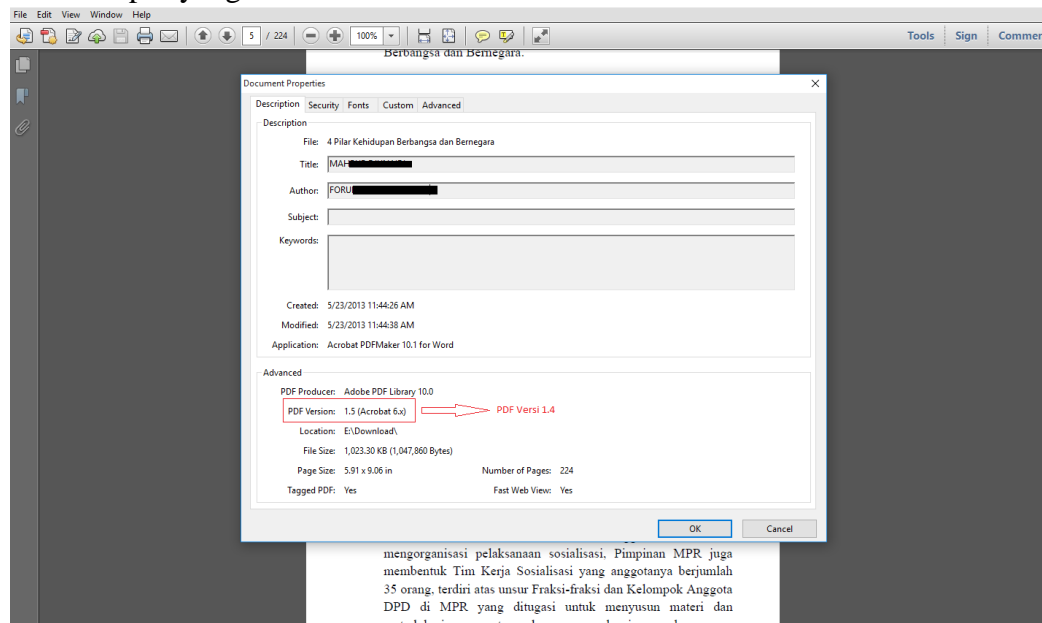 File Edit View Window Help
5 / 224 100% Tools Sign Commen
Berbangsa dan Bernegara.
Document Properties
Description Security Fonts Custom Advanced
Description
File: 4 Pilar Kehidupan Berbangsa dan Bernegara
Title: MAH
Author: FORU
Subject:
Keywords:
Created: 5/23/2013 11:44:26 AM
Modified: 5/23/2013 11:44:38 AM
Application: Acrobat PDFMaker 10.1 for Word
Advanced
PDF Producer: Adobe PDF Library 10.0
PDF Version: 1.5 (Acrobat 6.x) PDF Versi 1.4
Location: E:\Download\
File Size: 1,023.30 KB (1,047,860 Bytes)
Page Size: 5.91 x 9.06 in Number of Pages: 224
Tagged PDF: Yes Fast Web View: Yes
OK Cancel
mengorganisasi pelaksanaan sosialisasi, Pimpinan MPR juga
membentuk Tim Kerja Sosialisasi yang anggotanya berjumlah
35 orang, terdiri atas unsur Fraksi-fraksi dan Kelompok Anggota
DPD di MPR yang ditugasi untuk menyusun materi dan